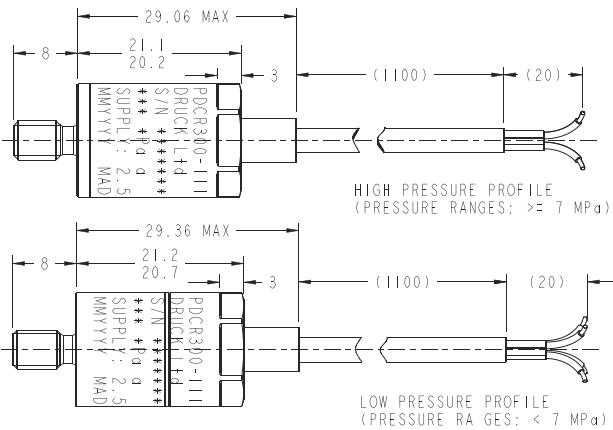 29.06 MAX
8
21.1
20.2
3
(1100)
(20)
PDCR300-111
DRUCK Ltd
S/N ******
*** *Pa a
SUPPLY: 2.5
MMYYYY MAD
HIGH PRESSURE PROFILE
(PRESSURE RANGES: >= 7 MPa)
29.36 MAX
8
21.2
20.7
3
(1100)
(20)
PDCR300-111
DRUCK Ltd
S/N ******
*** *Pa a
SUPPLY: 2.5
MMYYYY MAD
LOW PRESSURE PROFILE
(PRESSURE RA GES: < 7 MPa)